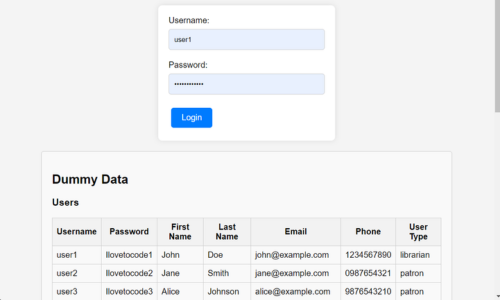 Username:
user1
Password:
••••••••••••
Login
Dummy Data
Users
Username Password First Name Last Name Email Phone User Type
user1 Ilovetocode1 John Doe john@example.com 1234567890 librarian
user2 Ilovetocode2 Jane Smith jane@example.com 0987654321 patron
user3 Ilovetocode3 Alice Johnson alice@example.com 9876543210 patron